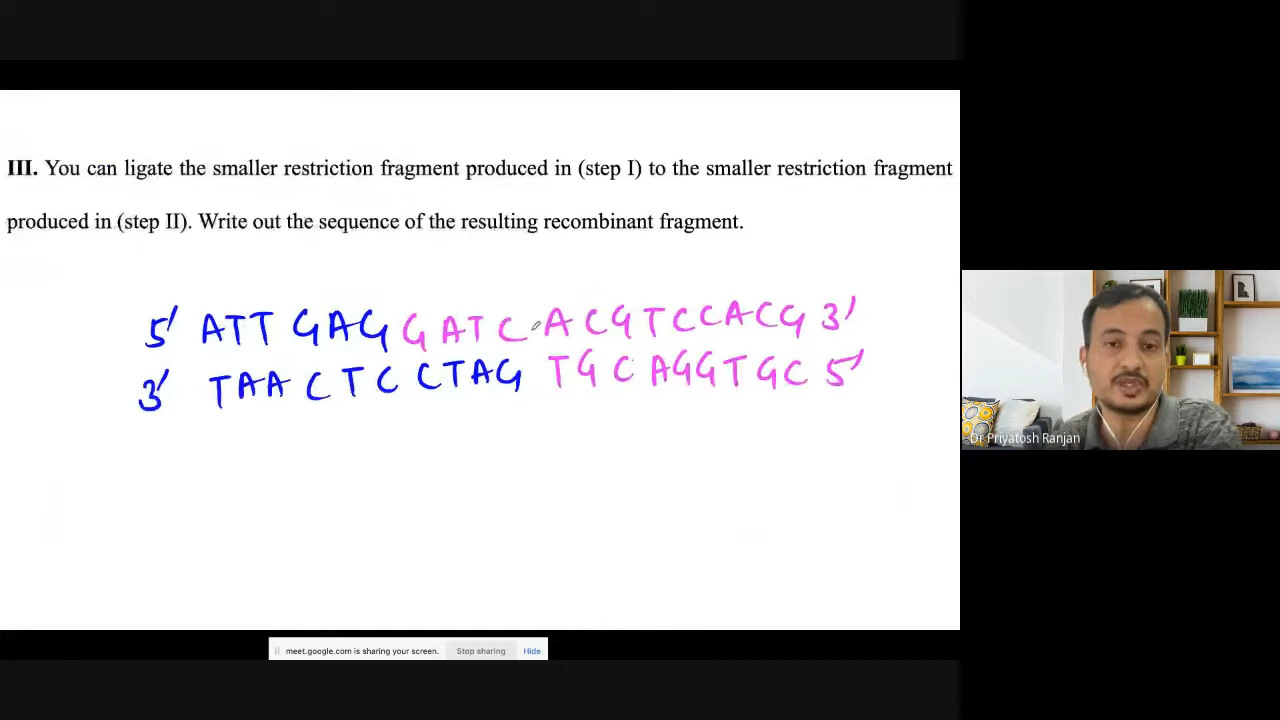 III. You can ligate the smaller restriction fragment produced in (step I) to the smaller restriction fragment
produced in (step II). Write out the sequence of the resulting recombinant fragment.
5' ATT GAG GATC ACGTCCACG 3'
3' TAA CTC CTAG TGCAGGTGC 5'
Dr Priyatosh Ranjan
meet.google.com is sharing your screen. Stop sharing Hide